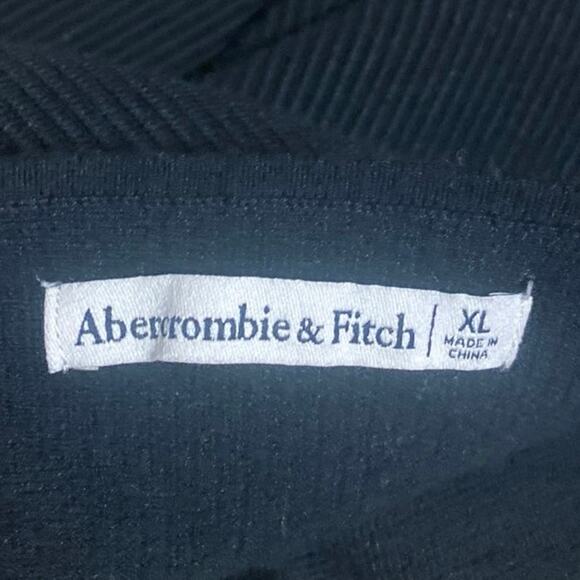 Abercrombie & Fitch | XL
MADE IN
CHINA